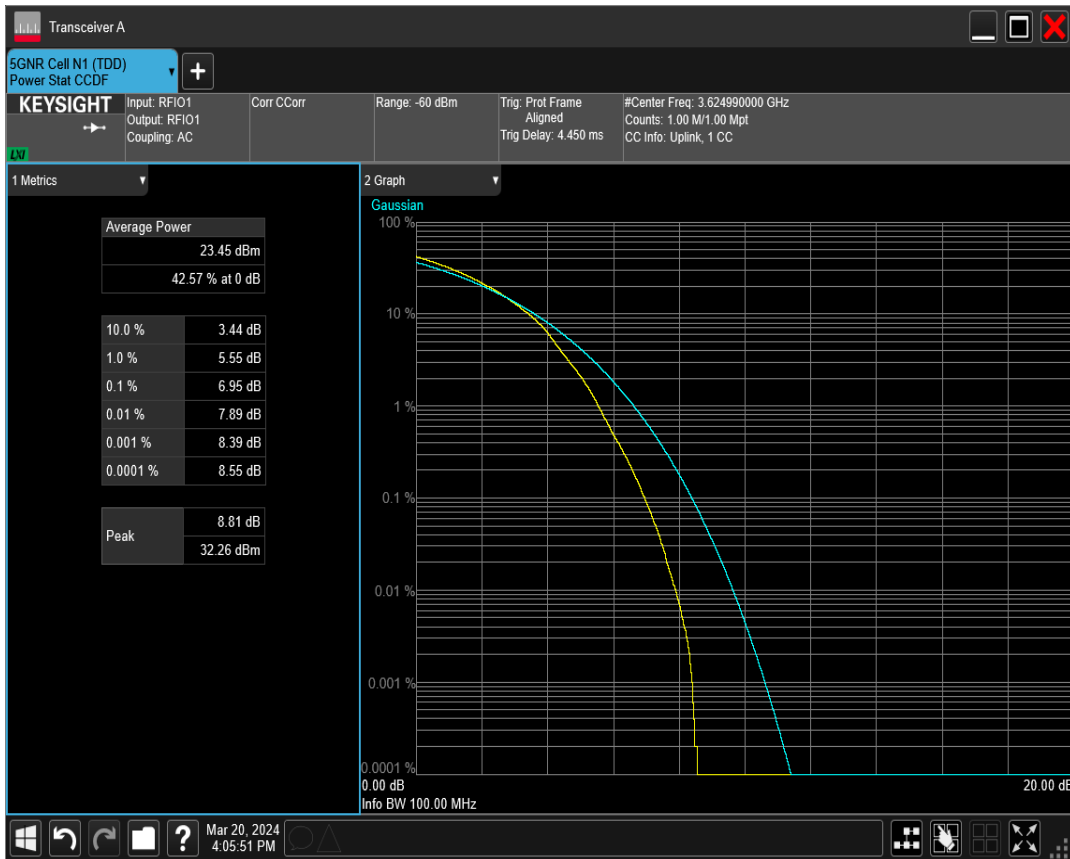 Transceiver A
5GNR Cell N1 (TDD)
Power Stat CCDF
KEYSIGHT
LXI
Input: RFIO1
Output: RFIO1
Coupling: AC
Corr CCorr
Range: -60 dBm
Trig: Prot Frame
Aligned
Trig Delay: 4.450 ms
#Center Freq: 3.624990000 GHz
Counts: 1.00 M/1.00 Mpt
CC Info: Uplink, 1 CC
1 Metrics
Average Power
23.45 dBm
42.57 % at 0 dB
10.0 % 3.44 dB
1.0 % 5.55 dB
0.1 % 6.95 dB
0.01 % 7.89 dB
0.001 % 8.39 dB
0.0001 % 8.55 dB
Peak 8.81 dB
32.26 dBm
2 Graph
Gaussian
100 %
10 %
1 %
0.1 %
0.01 %
0.001 %
0.0001 %
0.00 dB 20.00 dB
Info BW 100.00 MHz
?
Mar 20, 2024
4:05:51 PM